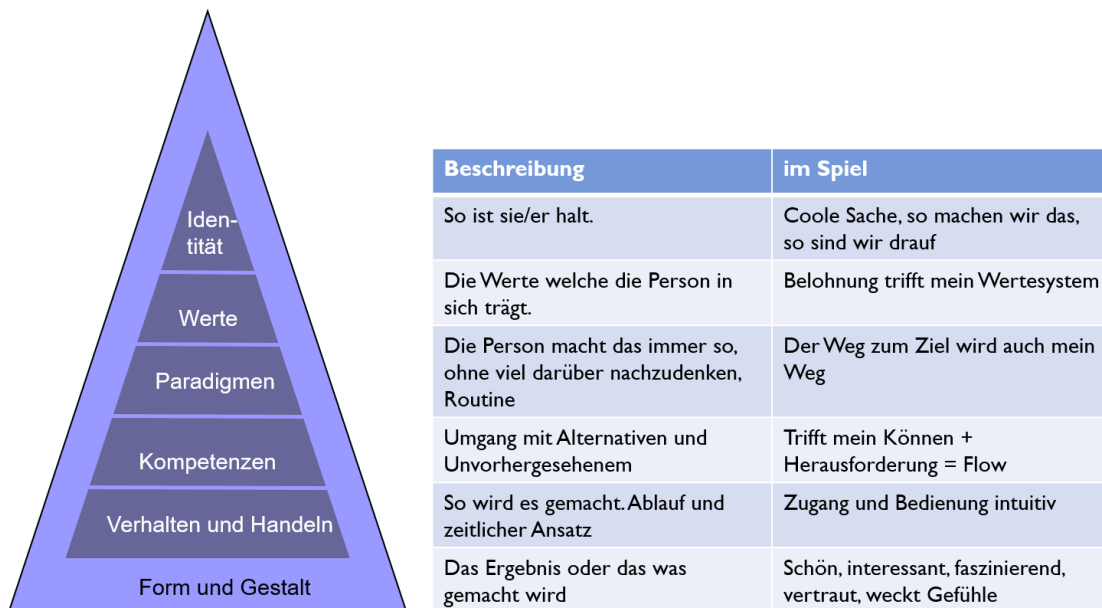 Iden-
tität
Werte
Paradigmen
Kompetenzen
Verhalten und Handeln
Form und Gestalt
Beschreibung
im Spiel
So ist sie/er halt.
Coole Sache, so machen wir das,
so sind wir drauf
Die Werte welche die Person in
sich trägt.
Belohnung trifft mein Wertesystem
Die Person macht das immer so,
ohne viel darüber nachzudenken,
Routine
Der Weg zum Ziel wird auch mein
Weg
Umgang mit Alternativen und
Unvorhergesehenem
Trifft mein Können +
Herausforderung = Flow
So wird es gemacht. Ablauf und
zeitlicher Ansatz
Zugang und Bedienung intuitiv
Das Ergebnis oder das was
gemacht wird
Schön, interessant, faszinierend,
vertraut, weckt Gefühle